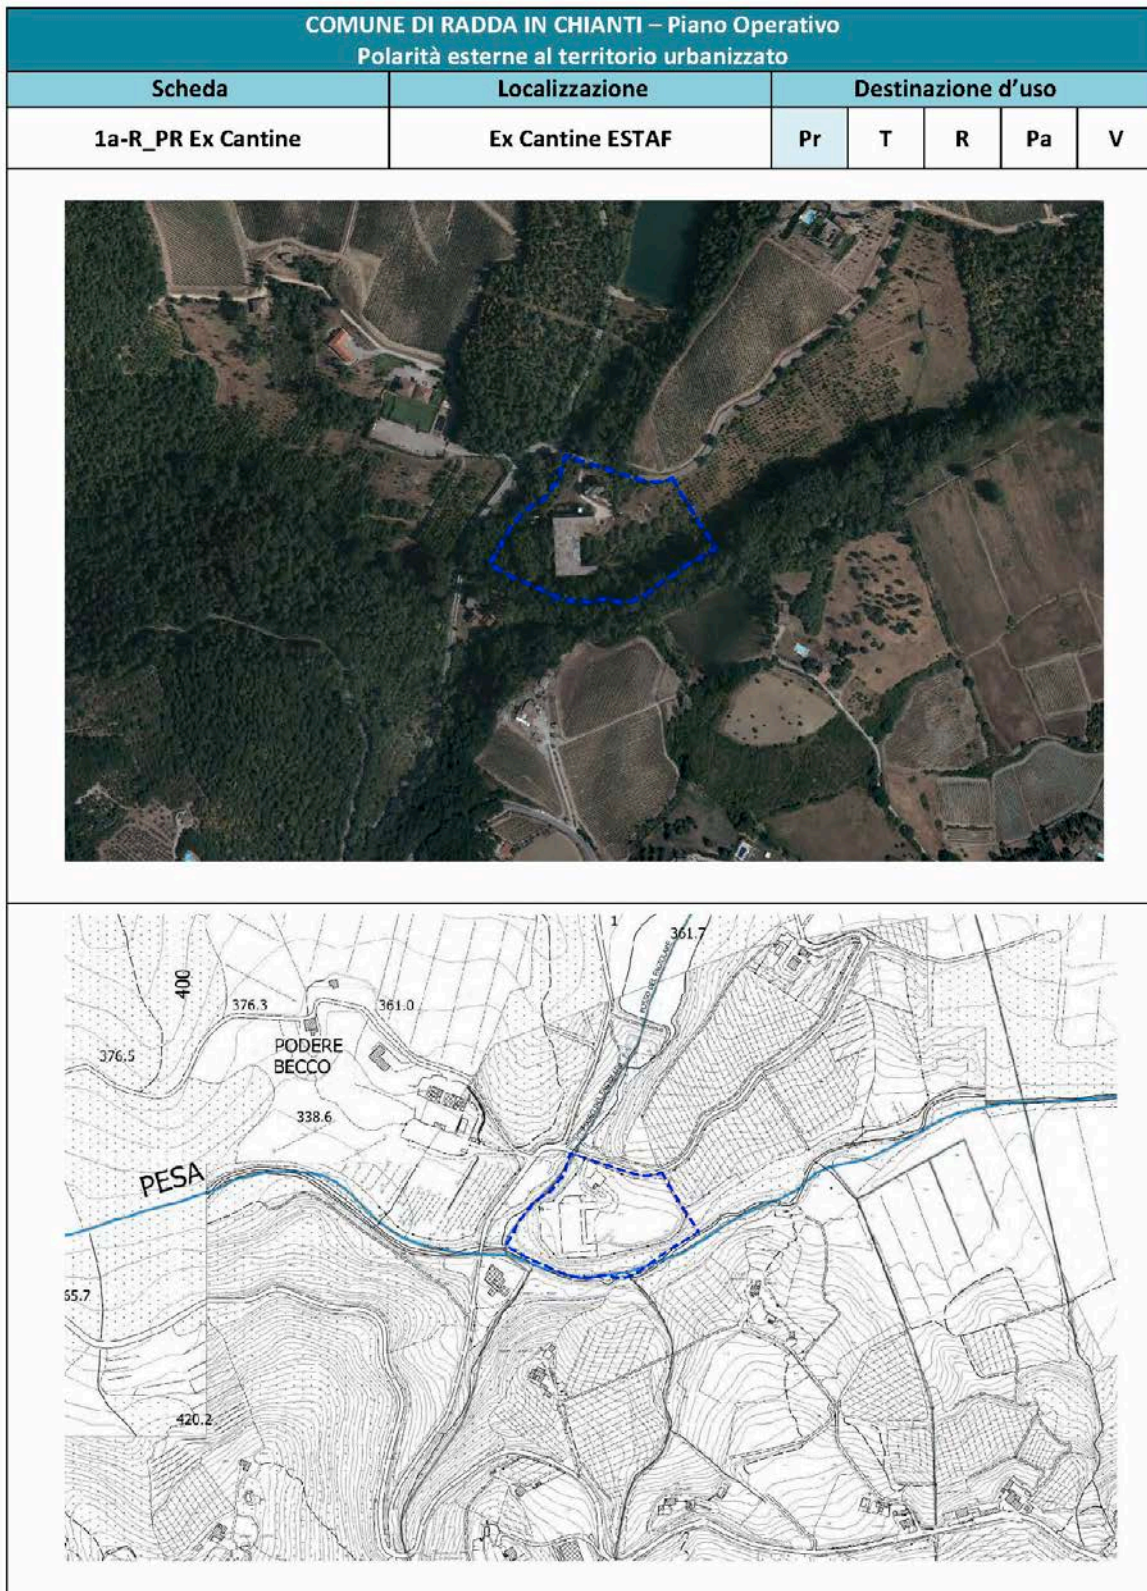 COMUNE DI RADDA IN CHIANTI – Piano Operativo
Polarità esterne al territorio urbanizzato
Scheda
Localizzazione
Destinazione d'uso
1a-R_PR Ex Cantine
Ex Cantine ESTAF
Pr
T
R
Pa
V
1
361.7
400
376.3
361.0
PODERE
BECCO
376.5
338.6
PESA
65.7
420.2